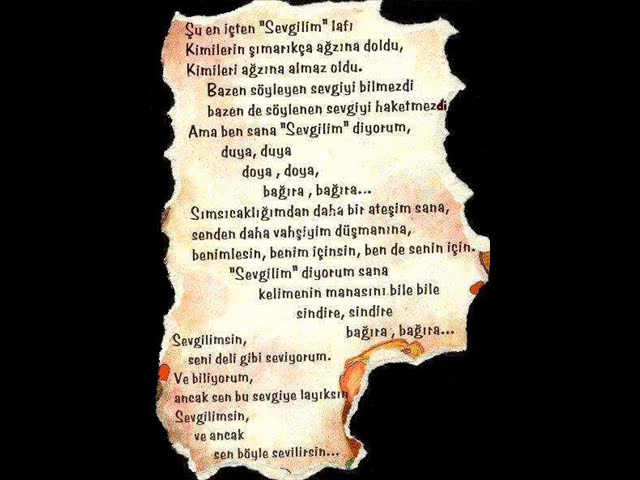 Şu en içten "Sevgilim" lafı
Kimilerin şımarıkça ağzına doldu,
Kimileri ağzına almaz oldu.
Bazen söyleyen sevgiyi bilmezdi
bazen de söylenen sevgiyi haketmezdi
Ama ben sana "Sevgilim" diyorum,
duya, duya
doya , doya,
bağıra , bağıra...
Sımsıcaklığımdan daha bir ateşim sana,
senden daha vahşiyim düşmanına,
benimlesin, benim içinsin, ben de senin için.
"Sevgilim" diyorum sana
kelimenin manasını bile bile
sindire, sindire
bağıra , bağıra...
Sevgilimsin,
seni deli gibi seviyorum.
Ve biliyorum,
ancak sen bu sevgiye layıksın
Sevgilimsin,
ve ancak
sen böyle sevilirsin...